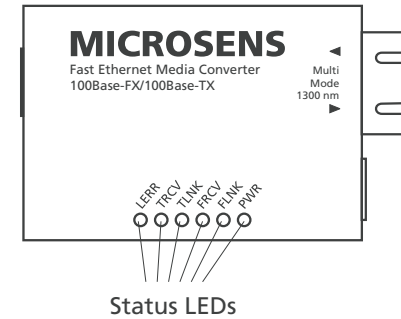 MICROSENS
Fast Ethernet Media Converter
100Base-FX/100Base-TX
Multi
Mode
1300 nm
LERR
TRCV
TLNK
FRCV
FLNK
PWR
Status LEDs